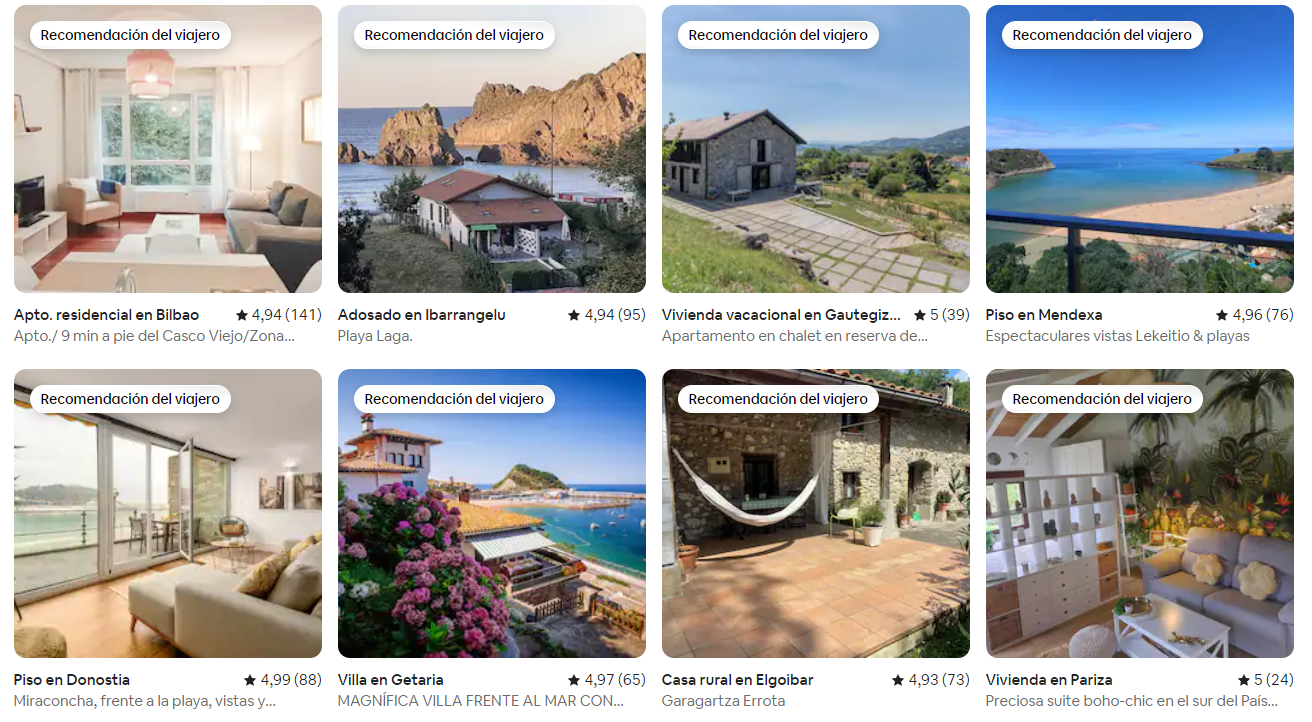 Recomendación del viajero
Recomendación del viajero
Recomendación del viajero
Recomendación del viajero
Apto. residencial en Bilbao ★ 4,94 (141)
Apto./ 9 min a pie del Casco Viejo/Zona...
Adosado en Ibarrangelu ★ 4,94 (95)
Playa Laga.
Vivienda vacacional en Gautegiz... ★ 5 (39)
Apartamento en chalet en reserva de...
Piso en Mendexa ★ 4,96 (76)
Espectaculares vistas Lekeitio & playas
Recomendación del viajero
Recomendación del viajero
Recomendación del viajero
Recomendación del viajero
Piso en Donostia ★ 4,99 (88)
Miraconcha, frente a la playa, vistas y...
Villa en Getaria ★ 4,97 (65)
MAGNÍFICA VILLA FRENTE AL MAR CON...
Casa rural en Elgoibar ★ 4,93 (73)
Garagartza Errota
Vivienda en Pariza ★ 5 (24)
Preciosa suite boho-chic en el sur del País...